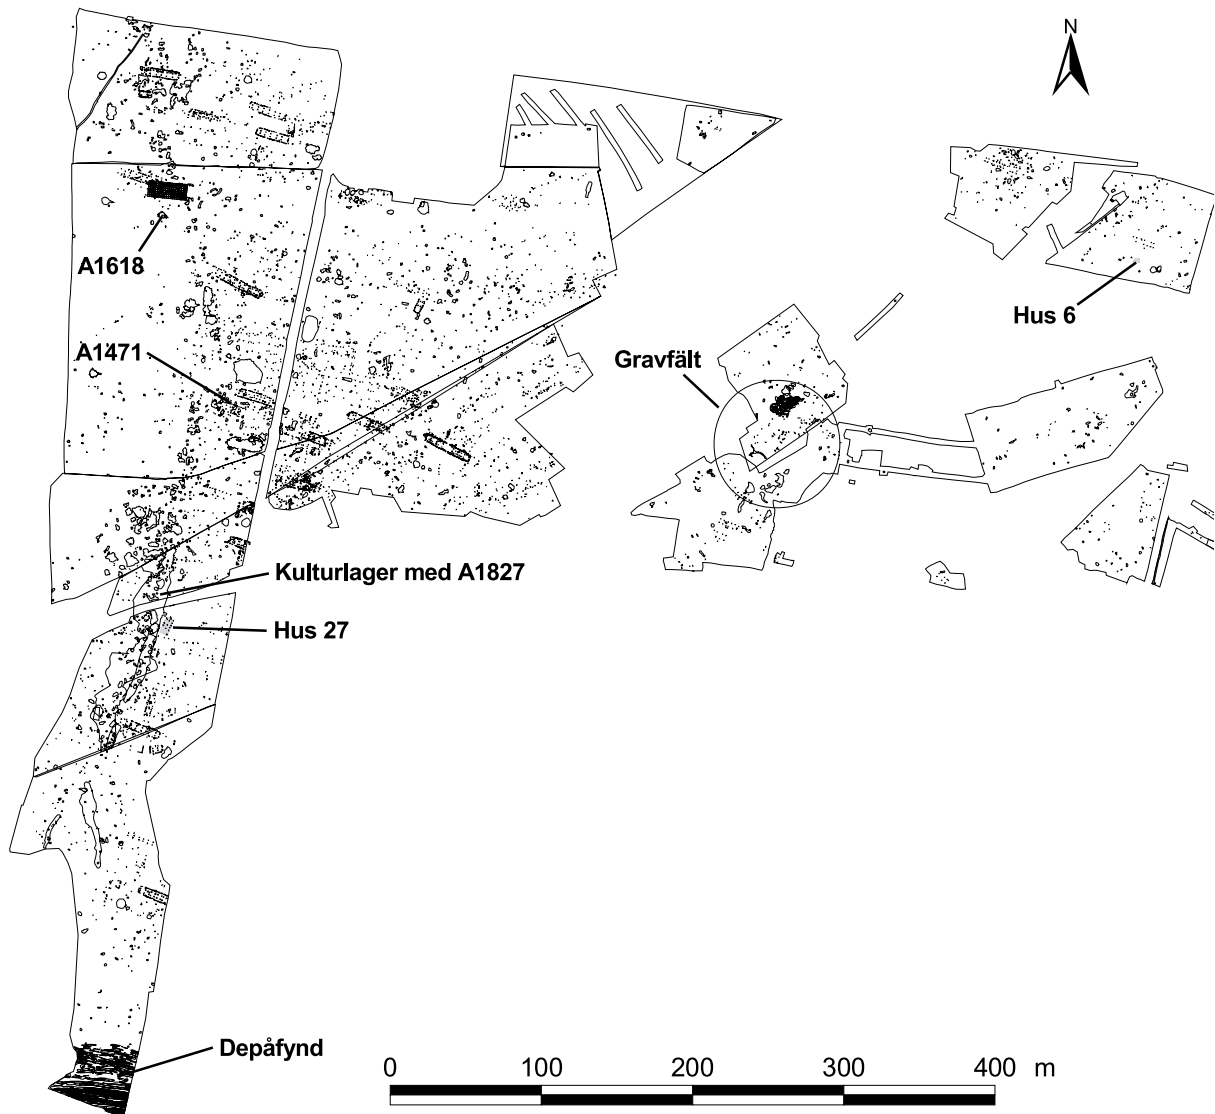 N
A1618
Hus 6
A1471
Gravfält
Kulturlager med A1827
Hus 27
Depåfynd
0 100 200 300 400 m